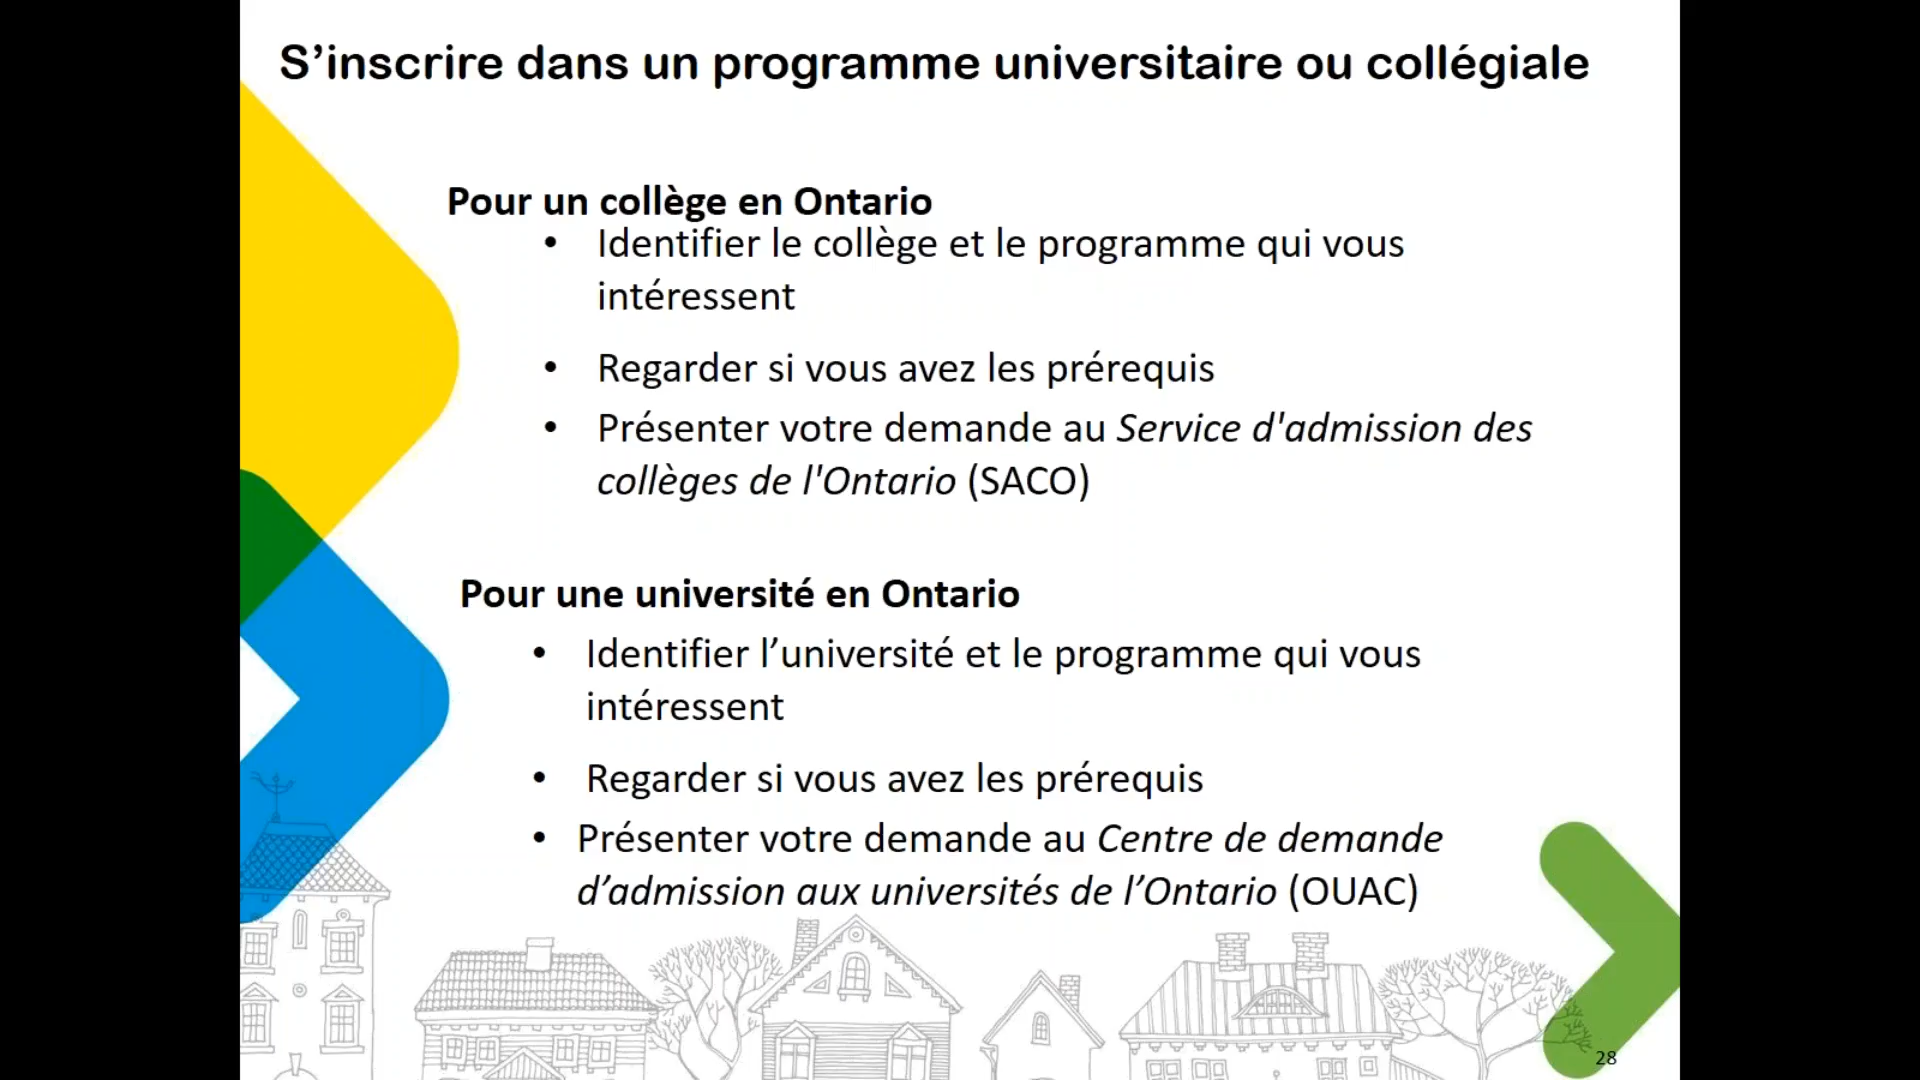 S’inscrire dans un programme universitaire ou collégiale
Pour un collège en Ontario
• Identifier le collège et le programme qui vous
intéressent
• Regarder si vous avez les prérequis
• Présenter votre demande au Service d'admission des
collèges de l'Ontario (SACO)
Pour une université en Ontario
• Identifier l’université et le programme qui vous
intéressent
• Regarder si vous avez les prérequis
• Présenter votre demande au Centre de demande
d’admission aux universités de l’Ontario (OUAC)
28